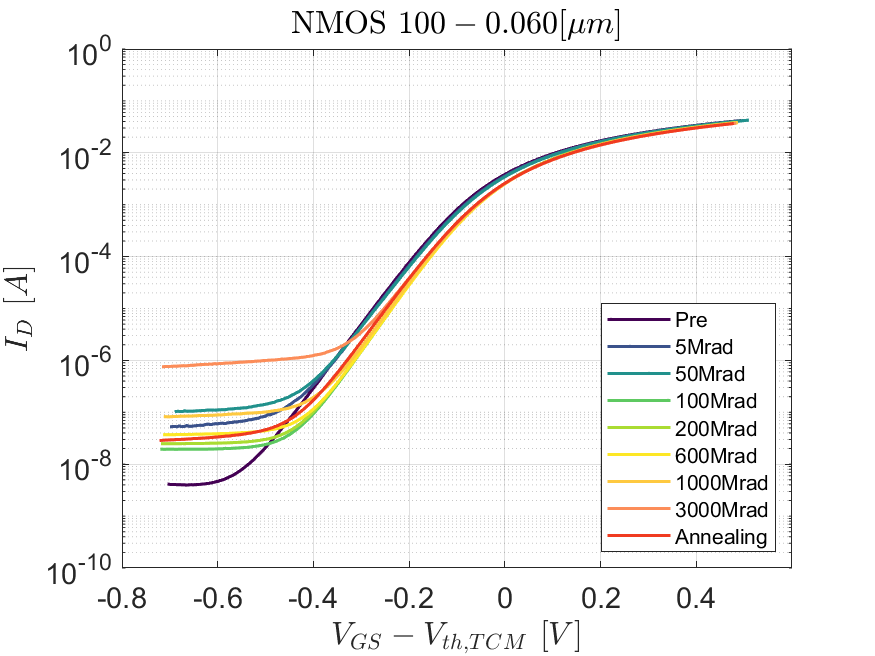 NMOS 100 − 0.060[μm]
10^0
10^-2
10^-4
10^-6
10^-8
10^-10
I_D [A]
-0.8 -0.6 -0.4 -0.2 0 0.2 0.4
V_GS − V_th,TCM [V]
Pre
5Mrad
50Mrad
100Mrad
200Mrad
600Mrad
1000Mrad
3000Mrad
Annealing